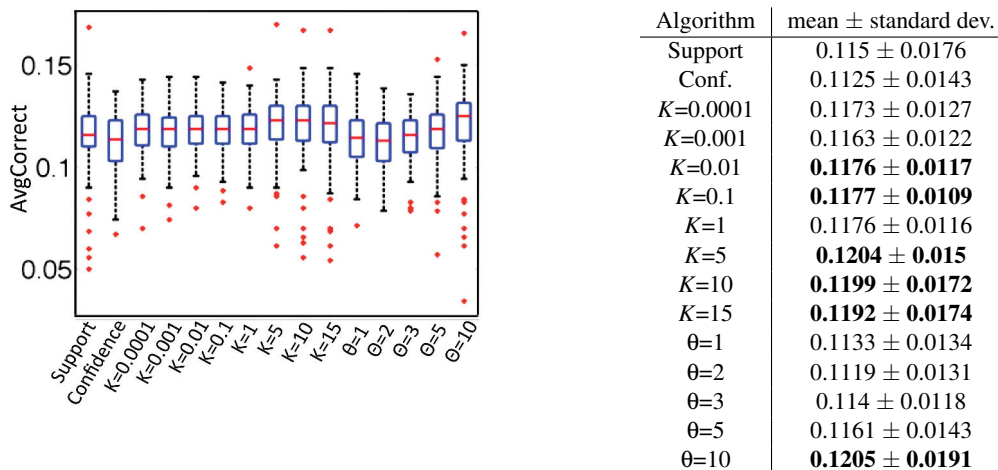 AvgCorrect
0.15
0.1
0.05
Support
Confidence
K=0.0001
K=0.001
K=0.01
K=0.1
K=1
K=5
K=10
K=15
θ=1
Θ=2
Θ=3
Θ=5
Θ=10
Algorithm mean ± standard dev.
Support 0.115 ± 0.0176
Conf. 0.1125 ± 0.0143
K=0.0001 0.1173 ± 0.0127
K=0.001 0.1163 ± 0.0122
K=0.01 0.1176 ± 0.0117
K=0.1 0.1177 ± 0.0109
K=1 0.1176 ± 0.0116
K=5 0.1204 ± 0.015
K=10 0.1199 ± 0.0172
K=15 0.1192 ± 0.0174
θ=1 0.1133 ± 0.0134
θ=2 0.1119 ± 0.0131
θ=3 0.114 ± 0.0118
θ=5 0.1161 ± 0.0143
θ=10 0.1205 ± 0.0191